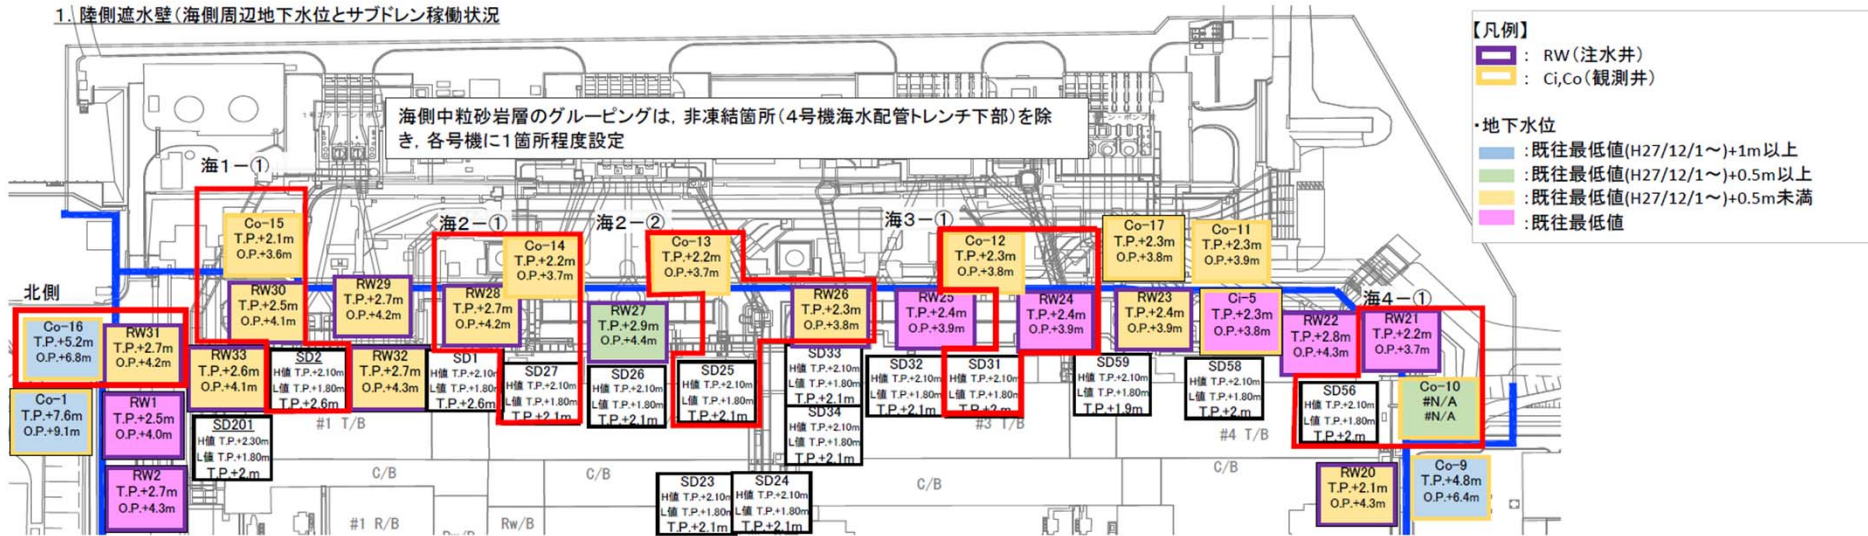 1. 陸側遮水壁(海側周辺地下水位とサブドレン稼働状況
【凡例】
: RW(注水井)
: Ci,Co(観測井)
・地下水位
:既往最低値(H27/12/1～)+1m以上
:既往最低値(H27/12/1～)+0.5m以上
:既往最低値(H27/12/1～)+0.5m未満
:既往最低値
海側中粒砂岩層のグルーピングは, 非凍結箇所(4号機海水配管トレンチ下部)を除
き, 各号機に1箇所程度設定
海1-①
海2-①
海2-②
海3-①
海4-①
北側
Co-15
T.P.+2.1m
O.P.+3.6m
Co-14
T.P.+2.2m
O.P.+3.7m
Co-13
T.P.+2.2m
O.P.+3.7m
Co-12
T.P.+2.3m
O.P.+3.8m
Co-17
T.P.+2.3m
O.P.+3.8m
Co-11
T.P.+2.3m
O.P.+3.9m
Co-16
T.P.+5.2m
O.P.+6.8m
RW31
T.P.+2.7m
O.P.+4.2m
RW30
T.P.+2.5m
O.P.+4.1m
RW29
T.P.+2.7m
O.P.+4.2m
RW28
T.P.+2.7m
O.P.+4.2m
RW27
T.P.+2.9m
O.P.+4.4m
RW26
T.P.+2.3m
O.P.+3.8m
RW25
T.P.+2.4m
O.P.+3.9m
RW24
T.P.+2.4m
O.P.+3.9m
RW23
T.P.+2.4m
O.P.+3.9m
Ci-5
T.P.+2.3m
O.P.+3.8m
RW22
T.P.+2.8m
O.P.+4.3m
RW21
T.P.+2.2m
O.P.+3.7m
RW33
T.P.+2.6m
O.P.+4.1m
SD2
H値 T.P.+2.10m
L値 T.P.+1.80m
T.P.+2.6m
RW32
T.P.+2.7m
O.P.+4.3m
SD1
H値 T.P.+2.10m
L値 T.P.+1.80m
T.P.+2.6m
SD27
H値 T.P.+2.10m
L値 T.P.+1.80m
T.P.+2.1m
SD26
H値 T.P.+2.10m
L値 T.P.+1.80m
T.P.+2.1m
SD25
H値 T.P.+2.10m
L値 T.P.+1.80m
T.P.+2.1m
SD33
H値 T.P.+2.10m
L値 T.P.+1.80m
T.P.+2.1m
SD32
H値 T.P.+2.10m
L値 T.P.+1.80m
T.P.+2.1m
SD31
H値 T.P.+2.10m
L値 T.P.+1.80m
T.P.+2.m
SD59
H値 T.P.+2.10m
L値 T.P.+1.80m
T.P.+1.9m
SD58
H値 T.P.+2.10m
L値 T.P.+1.80m
T.P.+2.m
SD56
H値 T.P.+2.10m
L値 T.P.+1.80m
T.P.+2.m
Co-10
#N/A
#N/A
Co-1
T.P.+7.6m
O.P.+9.1m
RW1
T.P.+2.5m
O.P.+4.0m
SD201
H値 T.P.+2.30m
L値 T.P.+1.80m
T.P.+2.m
SD34
H値 T.P.+2.10m
L値 T.P.+1.80m
T.P.+2.1m
#1 T/B
#3 T/B
#4 T/B
RW2
T.P.+2.7m
O.P.+4.3m
C/B
C/B
C/B
C/B
SD23
H値 T.P.+2.10m
L値 T.P.+1.80m
T.P.+2.1m
SD24
H値 T.P.+2.10m
L値 T.P.+1.80m
T.P.+2.1m
RW20
T.P.+2.1m
O.P.+4.3m
Co-9
T.P.+4.8m
O.P.+6.4m
#1 R/B
Rw/B